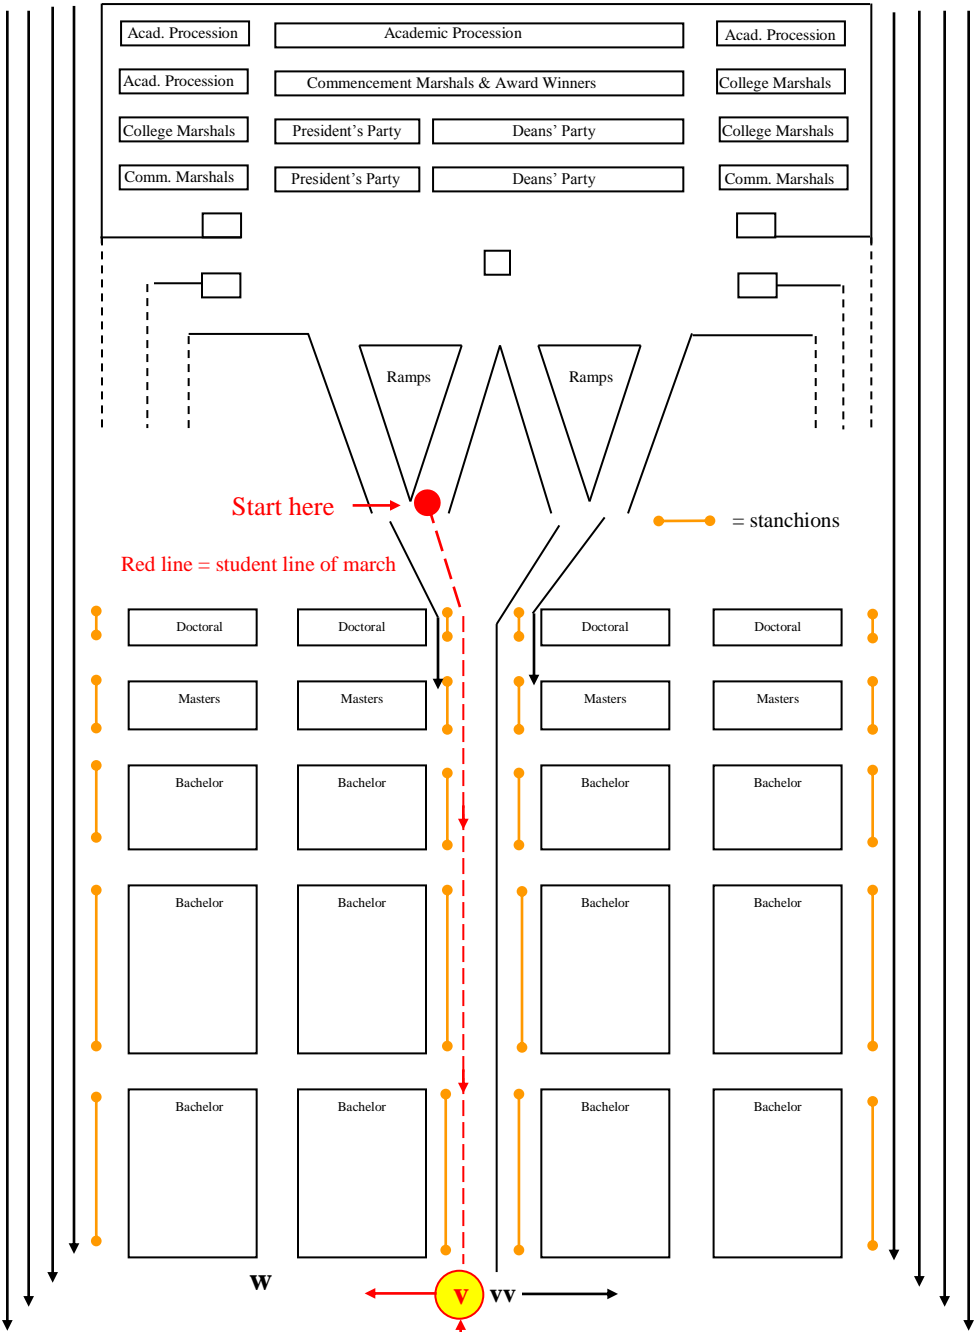 Acad. Procession
Academic Procession
Acad. Procession
Acad. Procession
Commencement Marshals & Award Winners
College Marshals
College Marshals
President's Party
Deans' Party
College Marshals
Comm. Marshals
President's Party
Deans' Party
Comm. Marshals
Ramps
Ramps
Start here
= stanchions
Red line = student line of march
Doctoral
Doctoral
Doctoral
Doctoral
Masters
Masters
Masters
Masters
Bachelor
Bachelor
Bachelor
Bachelor
Bachelor
Bachelor
Bachelor
Bachelor
Bachelor
Bachelor
Bachelor
Bachelor
w
v
vv